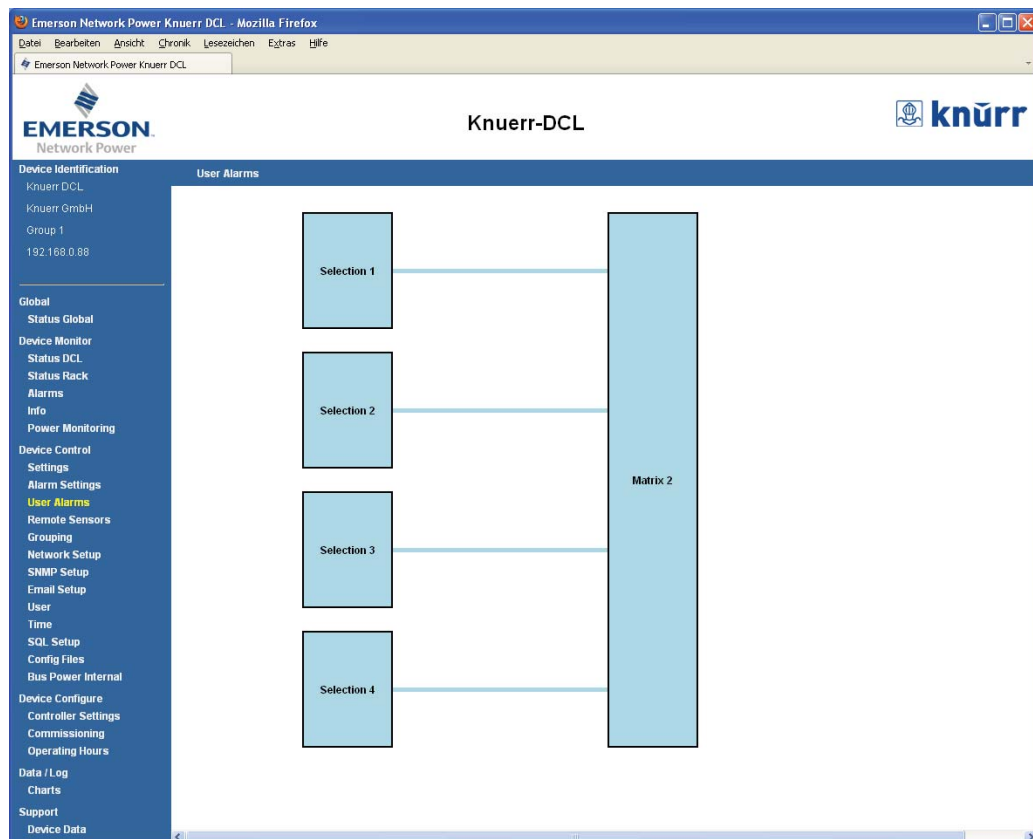 Emerson Network Power Knuerr DCL - Mozilla Firefox
Datei Bearbeiten Ansicht Chronik Lesezeichen Extras Hilfe
Emerson Network Power Knuerr DCL
EMERSON.
Network Power
Knuerr-DCL
knürr
Device Identification
Knuerr DCL
Knuerr GmbH
Group 1
192.168.0.88
Global
Status Global
Device Monitor
Status DCL
Status Rack
Alarms
Info
Power Monitoring
Device Control
Settings
Alarm Settings
User Alarms
Remote Sensors
Grouping
Network Setup
SNMP Setup
Email Setup
User
Time
SQL Setup
Config Files
Bus Power Internal
Device Configure
Controller Settings
Commissioning
Operating Hours
Data / Log
Charts
Support
Device Data
User Alarms
Selection 1
Selection 2
Selection 3
Selection 4
Matrix 2